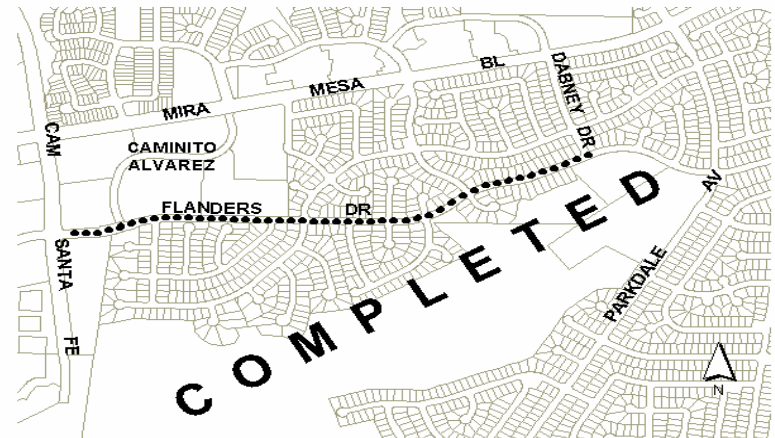 MIRA MESA BL
DABNEY DR
CAM SANTA FE
CAMINITO
ALVAREZ
FLANDERS DR
PARKDALE AV
COMPLETED
N